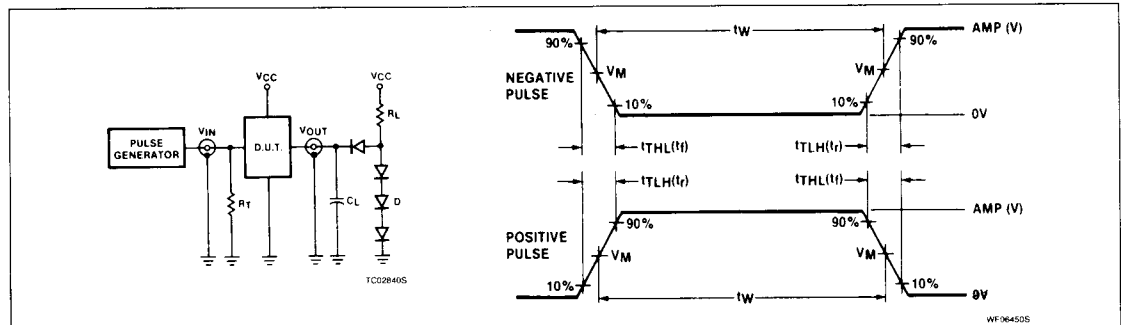 VCC
VCC
RL
VIN
VOUT
PULSE
GENERATOR
D.U.T.
RT
CL
D
TC02840S
tW
AMP (V)
90%
90%
NEGATIVE
PULSE
VM
VM
10%
10%
0V
tTHL(tf)
tTLH(tr)
tTLH(tr)
tTHL(tf)
AMP (V)
90%
90%
POSITIVE
PULSE
VM
VM
10%
10%
tW
0V
WF06450S